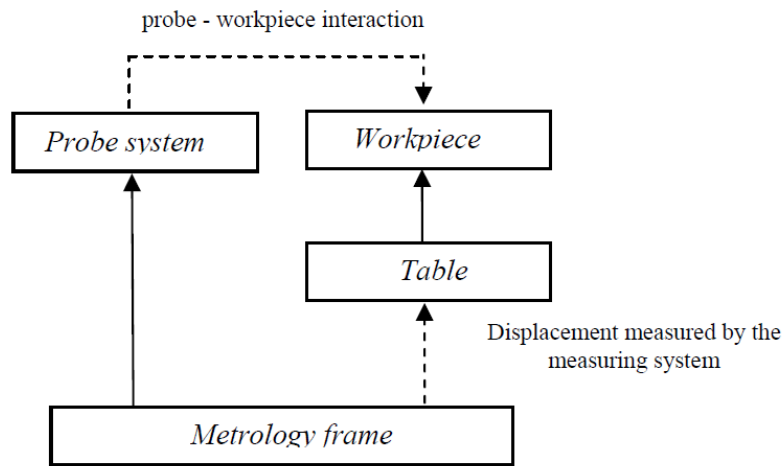 probe - workpiece interaction
Probe system
Workpiece
Table
Displacement measured by the
measuring system
Metrology frame